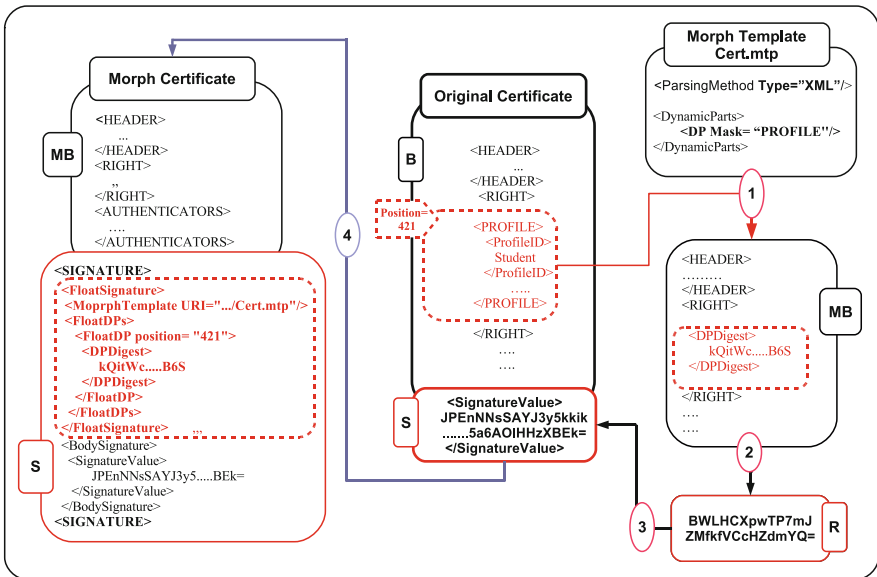 Morph Certificate
<HEADER>
...
</HEADER>
<RIGHT>
,,
</RIGHT>
<AUTHENTICATORS>
....
</AUTHENTICATORS>
MB
<SIGNATURE>
<FloatSignature>
<MoprphTemplate URI=".../Cert.mtp"/>
<FloatDPs>
<FloatDP position= "421">
<DPDigest>
kQitWc.....B6S
</DPDigest>
</FloatDP>
</FloatDPs>
</FloatSignature> ,,,
<BodySignature>
<SignatureValue>
JPEnNNsSAYJ3y5.....BEk=
</SignatureValue>
</BodySignature>
<SIGNATURE>
S
4
Original Certificate
B
<HEADER>
...
</HEADER>
<RIGHT>
Position=
421
<PROFILE>
<ProfileID>
Student
</ProfileID>
.....
</PROFILE>
</RIGHT>
....
....
S
<SignatureValue>
JPEnNNsSAYJ3y5kkik
.......5a6AOIHHzXBEk=
</SignatureValue>
Morph Template
Cert.mtp
<ParsingMethod Type=”XML”/>
<DynamicParts>
<DP Mask= “PROFILE"/>
</DynamicParts>
1
<HEADER>
.........
</HEADER>
<RIGHT>
MB
<DPDigest>
kQitWc.....B6S
</DPDigest>
</RIGHT>
....
....
2
3
BWLHCXpwTP7mJ
ZMfkfVCcHZdmYQ=
R